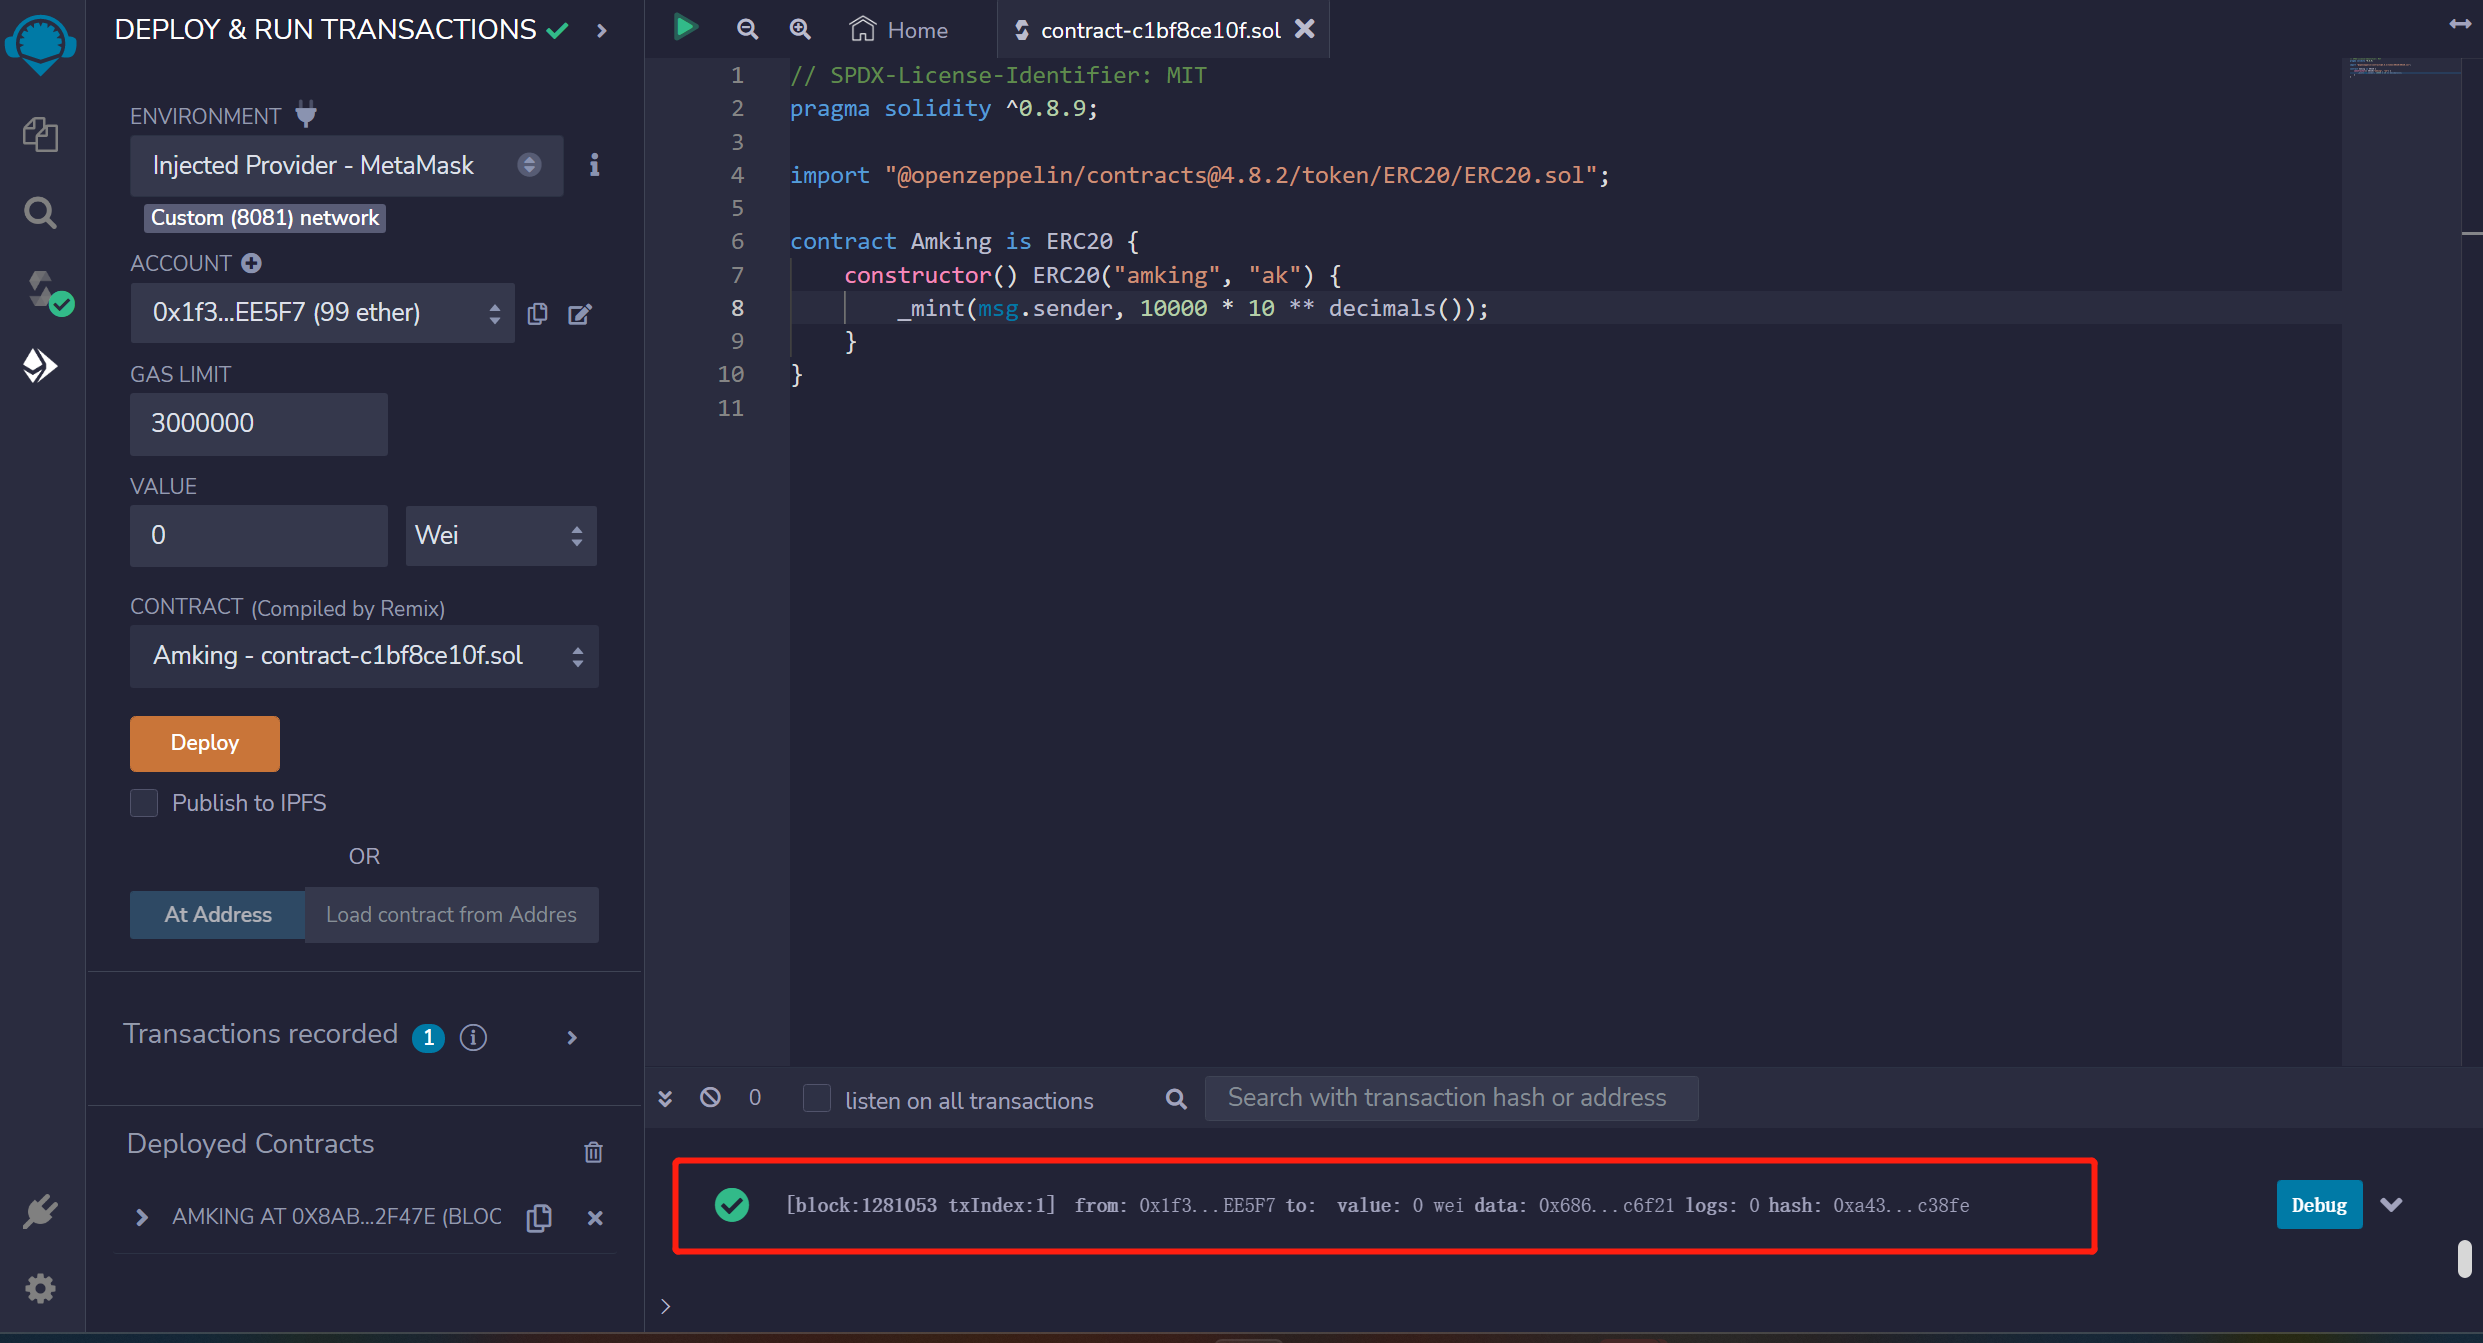 DEPLOY & RUN TRANSACTIONS
ENVIRONMENT
Injected Provider - MetaMask
Custom (8081) network
ACCOUNT
0x1f3...EE5F7 (99 ether)
GAS LIMIT
3000000
VALUE
0
Wei
CONTRACT (Compiled by Remix)
Amking - contract-c1bf8ce10f.sol
Deploy
Publish to IPFS
OR
At Address
Load contract from Addres
Transactions recorded 1
Deployed Contracts
AMKING AT 0X8AB...2F47E (BLOC
Home
contract-c1bf8ce10f.sol
1 // SPDX-License-Identifier: MIT
2 pragma solidity ^0.8.9;
3
4 import "@openzeppelin/contracts@4.8.2/token/ERC20/ERC20.sol";
5
6 contract Amking is ERC20 {
7     constructor() ERC20("amking", "ak") {
8         _mint(msg.sender, 10000 * 10 ** decimals());
9     }
10 }
11
0
listen on all transactions
Search with transaction hash or address
[block:1281053 txIndex:1] from: 0x1f3...EE5F7 to: value: 0 wei data: 0x686...c6f21 logs: 0 hash: 0xa43...c38fe
Debug
>